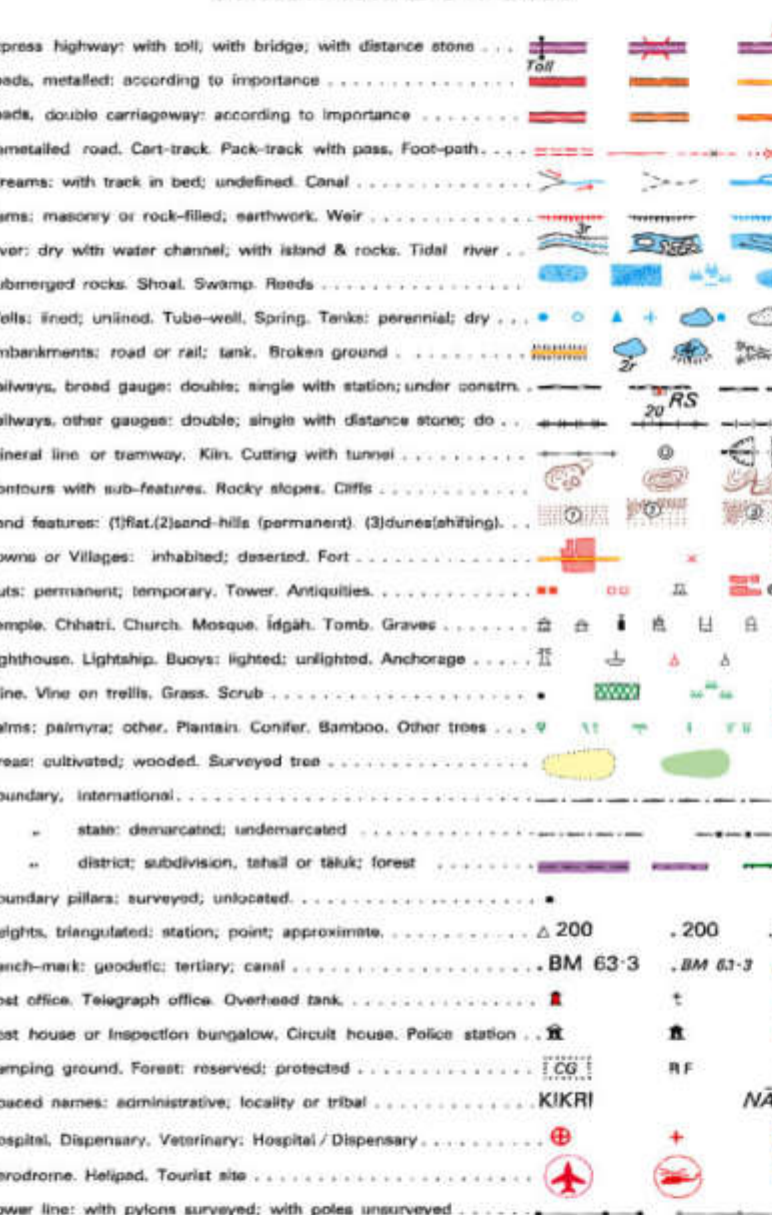 press highway: with toll; with bridge; with distance stone . . .
Toll
oads, metalled: according to importance
oads, double carriageway: according to importance
nmetalled road. Cart-track. Pack-track with pass. Foot-path. . . .
treams: with track in bed; undefined. Canal
ams: masonry or rock-filled; earthwork. Weir
3r
iver: dry with water channel; with island & rocks. Tidal river . .
ubmerged rocks. Shoal. Swamp. Reeds
ells: lined; unlined. Tube-well. Spring. Tanks: perennial; dry . . .
mbankments: road or rail; tank. Broken ground
2r
ailways, broad gauge: double; single with station; under constrn. .
RS
ailways, other gauges: double; single with distance stone; do . .
20
ineral line or tramway. Kiln. Cutting with tunnel
ontours with sub-features. Rocky slopes. Cliffs
and features: (1)flat.(2)sand-hills (permanent). (3)dunes(shifting). . .
① ② ③
owns or Villages: inhabited; deserted. Fort
uts: permanent; temporary. Tower. Antiquities.
emple. Chhatri. Church. Mosque. Īdgāh. Tomb. Graves
ghthouse. Lightship. Buoys: lighted; unlighted. Anchorage
ine. Vine on trellis. Grass. Scrub
alms: palmyra; other. Plantain. Conifer. Bamboo. Other trees . . .
reas: cultivated; wooded. Surveyed tree
oundary, international
„ state: demarcated; undemarcated
„ district; subdivision, tahsil or tāluk; forest
oundary pillars: surveyed; unlocated.
eights, triangulated: station; point; approximate. △ 200 . 200
ench-mark: geodetic; tertiary; canal . BM 63·3 . BM 63·3
ost office. Telegraph office. Overhead tank.
est house or Inspection bungalow. Circuit house. Police station . .
amping ground. Forest: reserved; protected CG RF
paced names: administrative; locality or tribal KIKRI NĀ
ospital. Dispensary. Veterinary: Hospital / Dispensary
erodrome. Helipad. Tourist site
ower line: with pylons surveyed; with poles unsurveyed